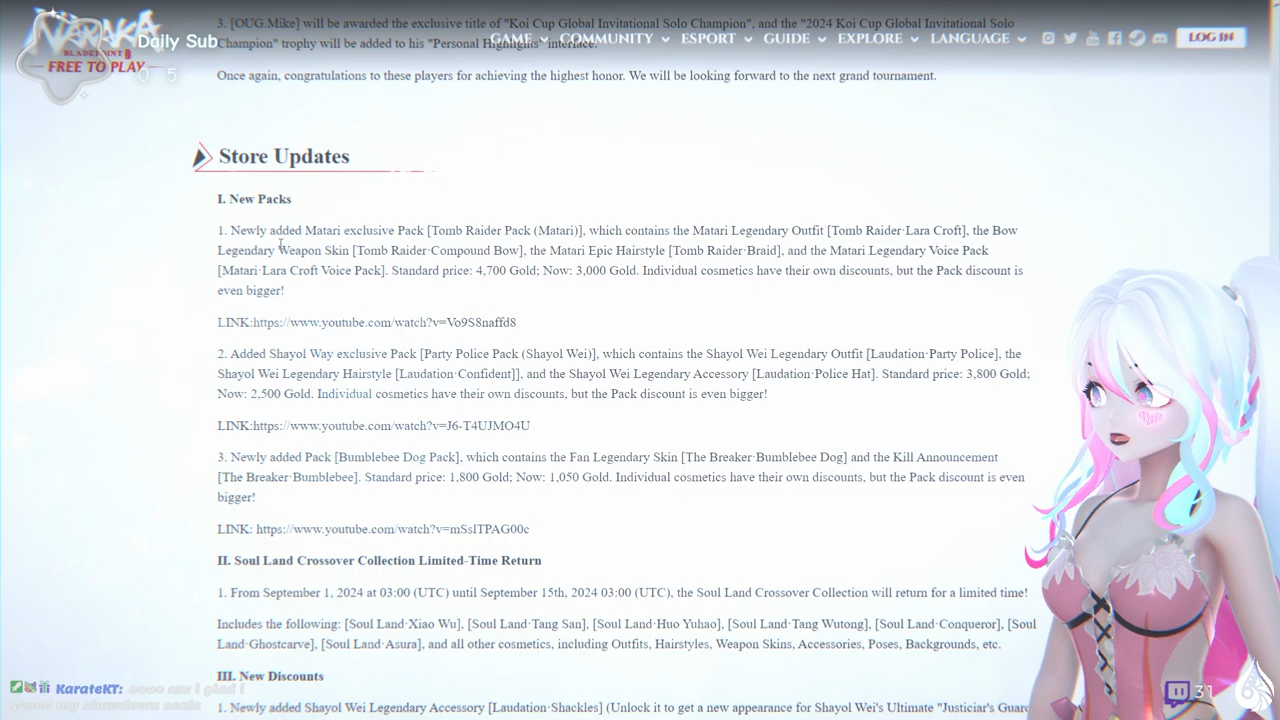 3. [OUG.Mike] will be awarded the exclusive title of "Koi Cup Global Invitational Solo Champion", and the "2024 Koi Cup Global Invitational Solo
Champion" trophy will be added to his "Personal Highlights" interface.
NARAKA
BLADEPOINT
FREE TO PLAY
Daily Sub
0 5
GAME COMMUNITY ESPORT GUIDE EXPLORE LANGUAGE LOG IN
Once again, congratulations to these players for achieving the highest honor. We will be looking forward to the next grand tournament.
Store Updates
I. New Packs
1. Newly added Matari exclusive Pack [Tomb Raider Pack (Matari)], which contains the Matari Legendary Outfit [Tomb Raider·Lara Croft], the Bow
Legendary Weapon Skin [Tomb Raider·Compound Bow], the Matari Epic Hairstyle [Tomb Raider·Braid], and the Matari Legendary Voice Pack
[Matari·Lara Croft Voice Pack]. Standard price: 4,700 Gold; Now: 3,000 Gold. Individual cosmetics have their own discounts, but the Pack discount is
even bigger!
LINK:https://www.youtube.com/watch?v=Vo9S8naffd8
2. Added Shayol Way exclusive Pack [Party Police Pack (Shayol Wei)], which contains the Shayol Wei Legendary Outfit [Laudation·Party Police], the
Shayol Wei Legendary Hairstyle [Laudation·Confident]], and the Shayol Wei Legendary Accessory [Laudation·Police Hat]. Standard price: 3,800 Gold;
Now: 2,500 Gold. Individual cosmetics have their own discounts, but the Pack discount is even bigger!
LINK:https://www.youtube.com/watch?v=J6-T4UJMO4U
3. Newly added Pack [Bumblebee Dog Pack], which contains the Fan Legendary Skin [The Breaker·Bumblebee Dog] and the Kill Announcement
[The Breaker·Bumblebee]. Standard price: 1,800 Gold; Now: 1,050 Gold. Individual cosmetics have their own discounts, but the Pack discount is even
bigger!
LINK: https://www.youtube.com/watch?v=mSslTPAG00c
II. Soul Land Crossover Collection Limited-Time Return
1. From September 1, 2024 at 03:00 (UTC) until September 15th, 2024 03:00 (UTC), the Soul Land Crossover Collection will return for a limited time!
Includes the following: [Soul Land·Xiao Wu], [Soul Land·Tang San], [Soul Land·Huo Yuhao], [Soul Land·Tang Wutong], [Soul Land·Conqueror], [Soul
Land·Ghostcarve], [Soul Land·Asura], and all other cosmetics, including Outfits, Hairstyles, Weapon Skins, Accessories, Poses, Backgrounds, etc.
III. New Discounts
KarateKT: oooo am i glad i
saved my showdown seals
31
1. Newly added Shayol Wei Legendary Accessory [Laudation·Shackles] (Unlock it to get a new appearance for Shayol Wei's Ultimate "Justiciar's Guard